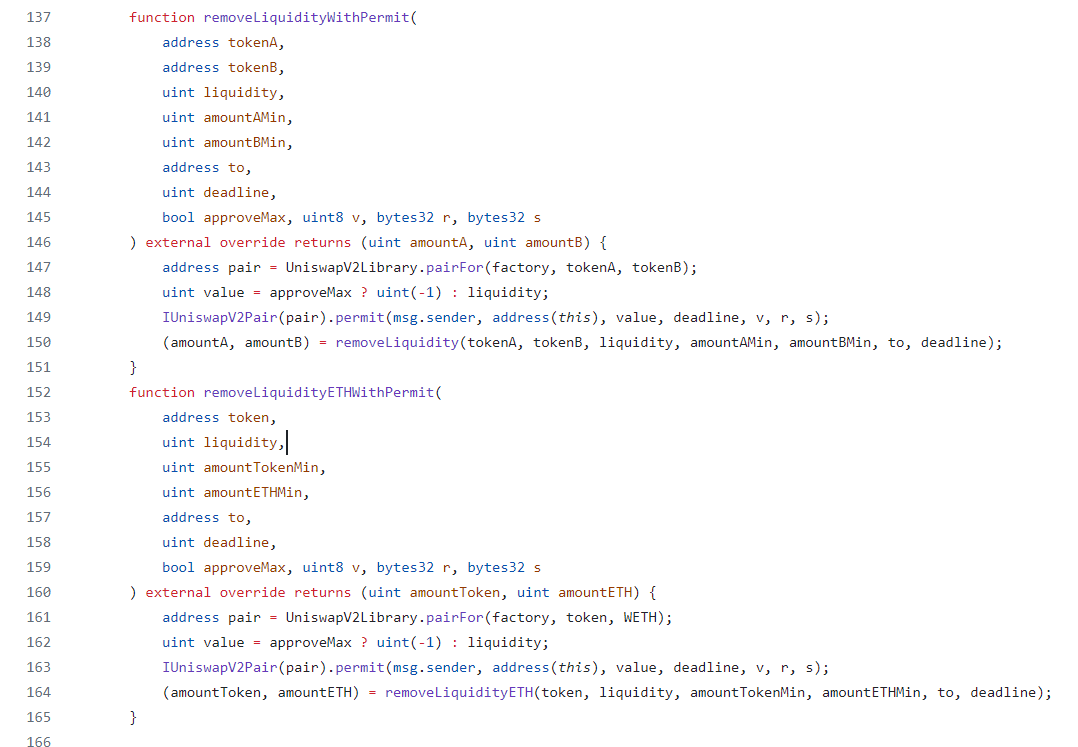 137 function removeLiquidityWithPermit(
138 address tokenA,
139 address tokenB,
140 uint liquidity,
141 uint amountAMin,
142 uint amountBMin,
143 address to,
144 uint deadline,
145 bool approveMax, uint8 v, bytes32 r, bytes32 s
146 ) external override returns (uint amountA, uint amountB) {
147 address pair = UniswapV2Library.pairFor(factory, tokenA, tokenB);
148 uint value = approveMax ? uint(-1) : liquidity;
149 IUniswapV2Pair(pair).permit(msg.sender, address(this), value, deadline, v, r, s);
150 (amountA, amountB) = removeLiquidity(tokenA, tokenB, liquidity, amountAMin, amountBMin, to, deadline);
151 }
152 function removeLiquidityETHWithPermit(
153 address token,
154 uint liquidity,
155 uint amountTokenMin,
156 uint amountETHMin,
157 address to,
158 uint deadline,
159 bool approveMax, uint8 v, bytes32 r, bytes32 s
160 ) external override returns (uint amountToken, uint amountETH) {
161 address pair = UniswapV2Library.pairFor(factory, token, WETH);
162 uint value = approveMax ? uint(-1) : liquidity;
163 IUniswapV2Pair(pair).permit(msg.sender, address(this), value, deadline, v, r, s);
164 (amountToken, amountETH) = removeLiquidityETH(token, liquidity, amountTokenMin, amountETHMin, to, deadline);
165 }
166